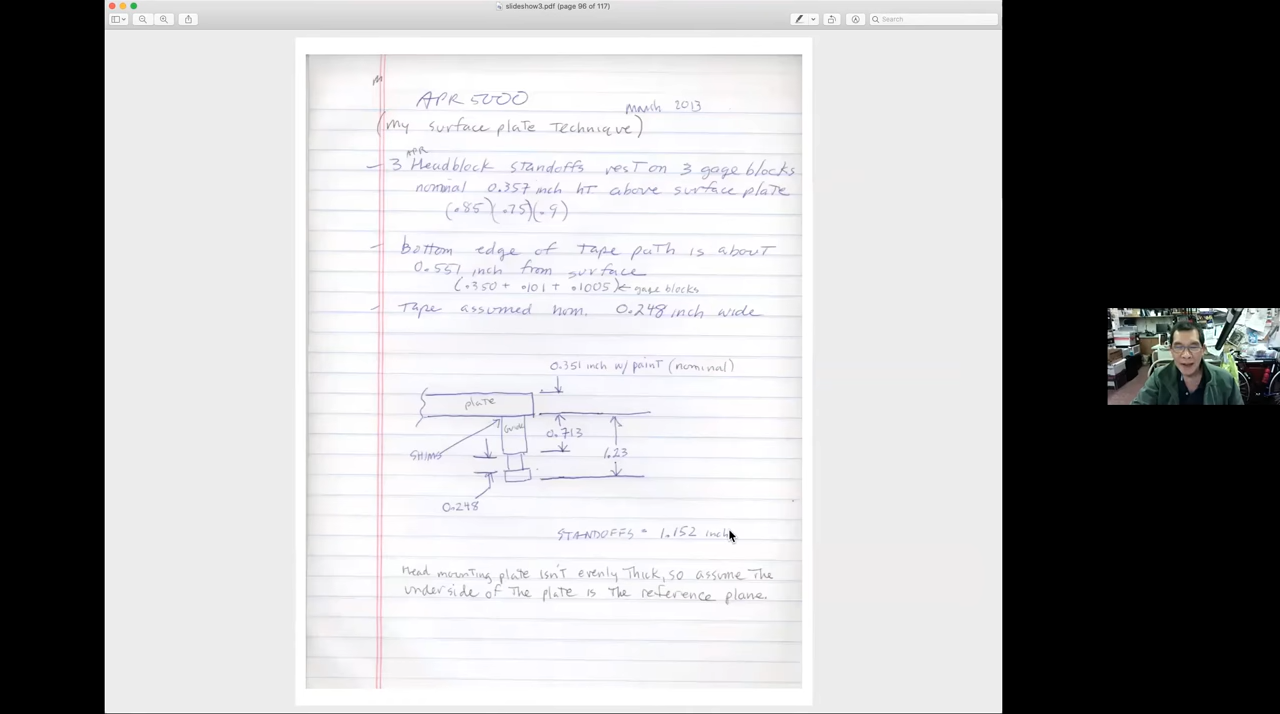 slideshow3.pdf (page 96 of 117)
Search
APR 5000
March 2013
(my surface plate technique)
APR
- 3 Headblock standoffs rest on 3 gage blocks
nominal 0.357 inch ht above surface plate
(.85)(.75)(.9)
- bottom edge of tape path is about
0.551 inch from surface
(.350 + .101 + .1005) ← gage blocks
- Tape assumed nom. 0.248 inch wide
0.351 inch w/ paint (nominal)
plate
Guide
0.713
SHIMS
1.23
0.248
STANDOFFS = 1.152 inch
Head mounting plate isn't evenly thick, so assume the
underside of the plate is the reference plane.